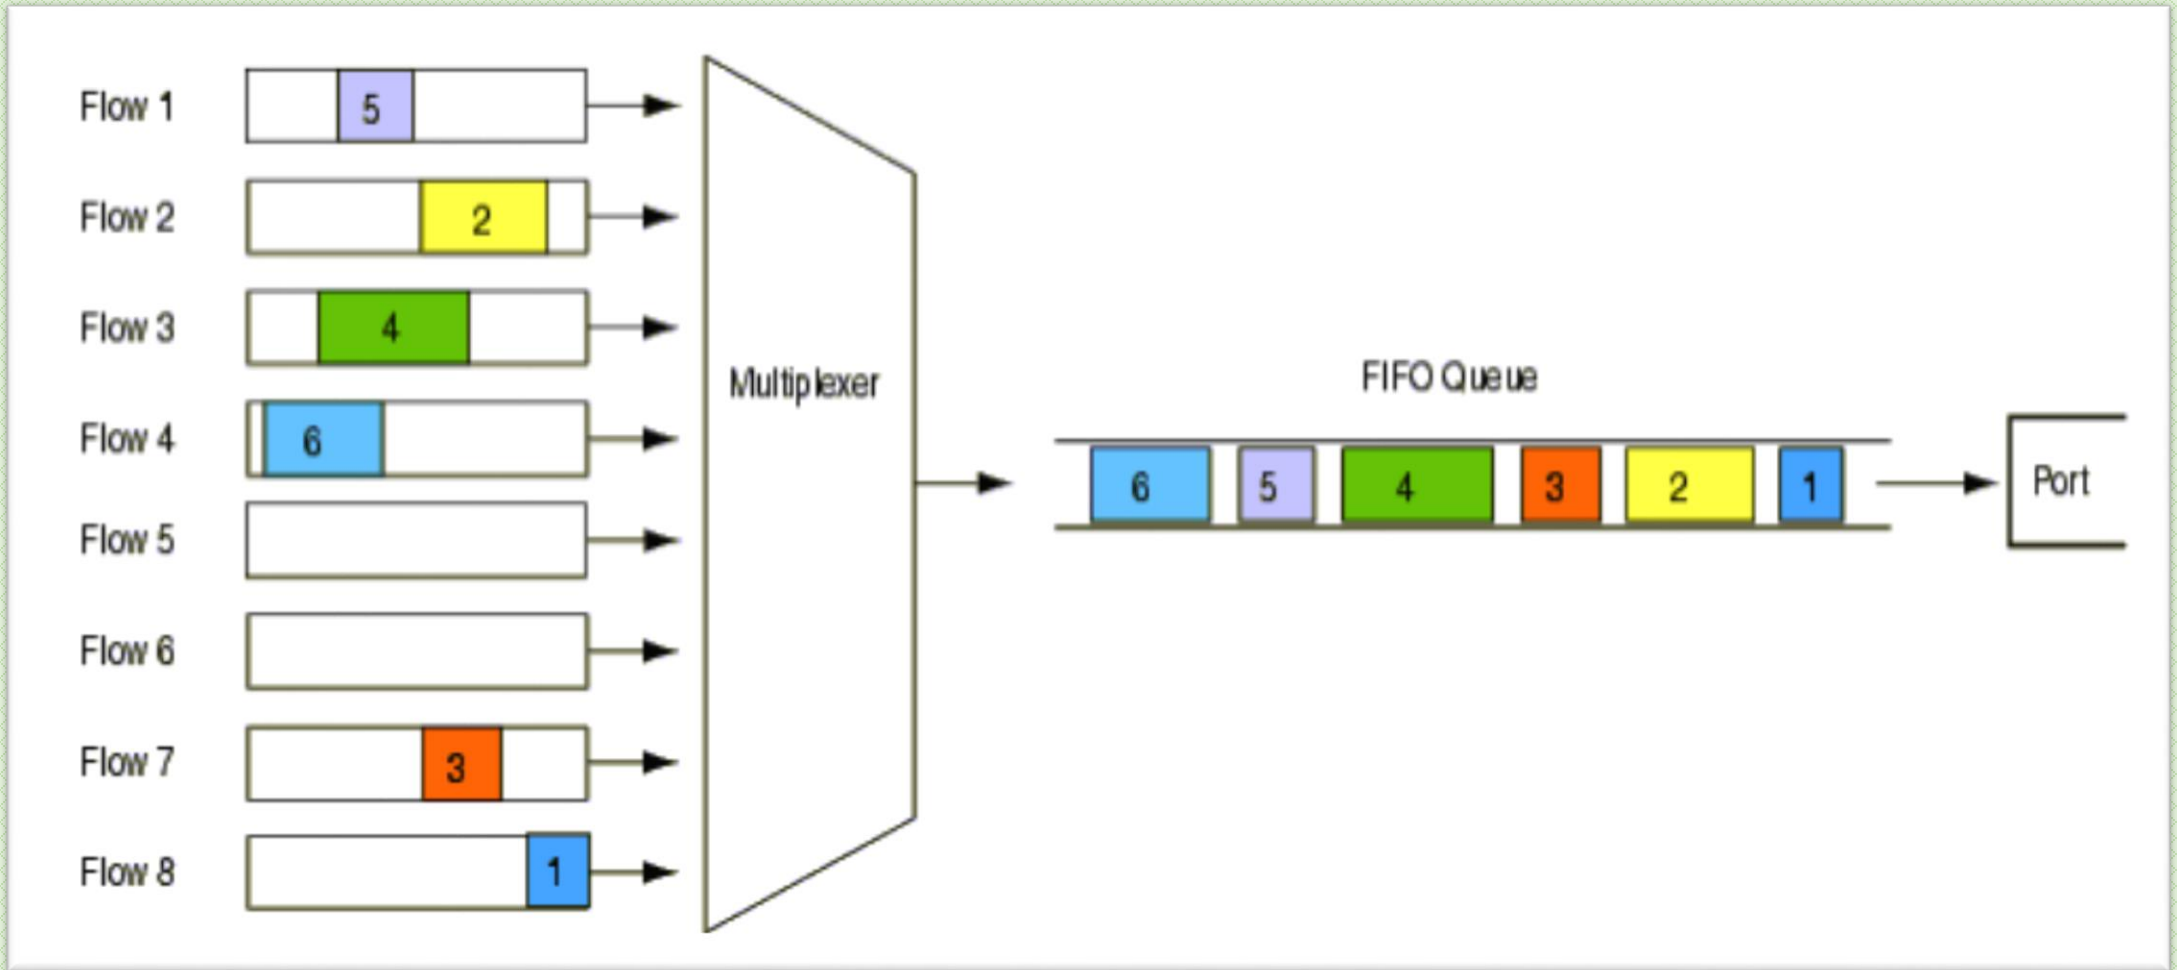 Flow 1
5
Flow 2
2
Flow 3
4
Flow 4
6
Flow 5
Flow 6
Flow 7
3
Flow 8
1
Multiplexer
FIFO Queue
6 5 4 3 2 1
Port